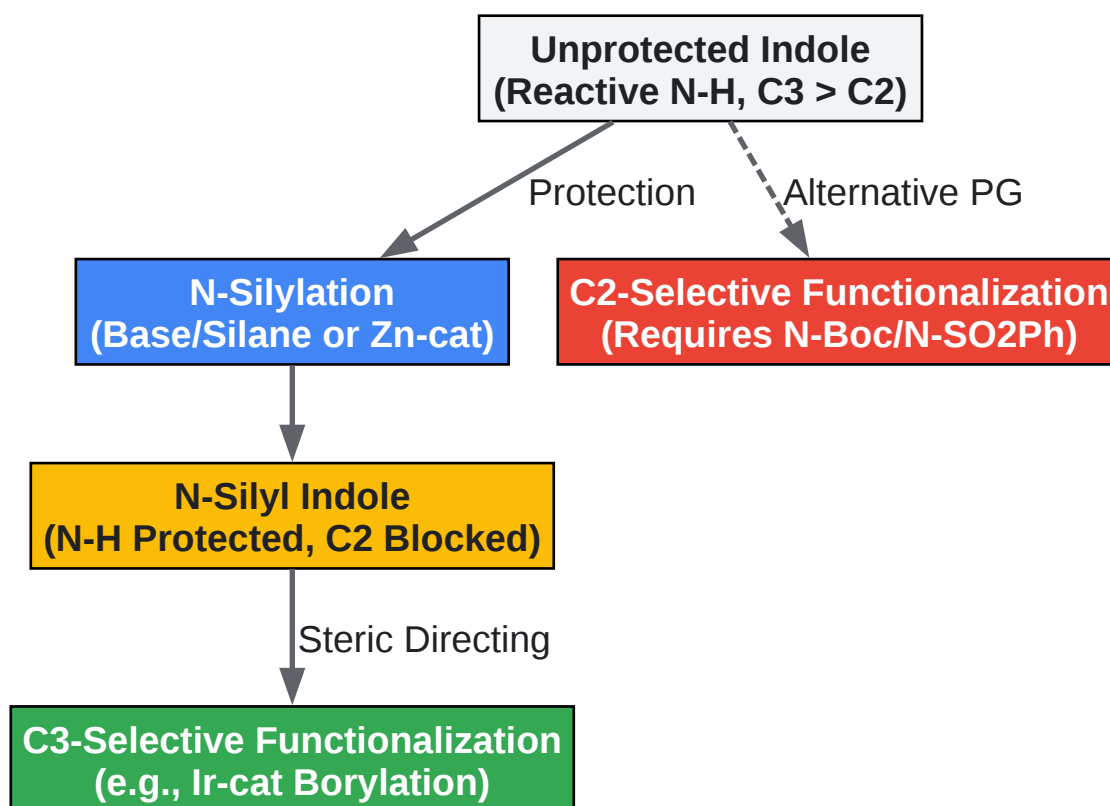 Unprotected Indole
(Reactive N-H, C3 > C2)
Protection
Alternative PG
N-Silylation
(Base/Silane or Zn-cat)
C2-Selective Functionalization
(Requires N-Boc/N-SO2Ph)
N-Silyl Indole
(N-H Protected, C2 Blocked)
Steric Directing
C3-Selective Functionalization
(e.g., Ir-cat Borylation)